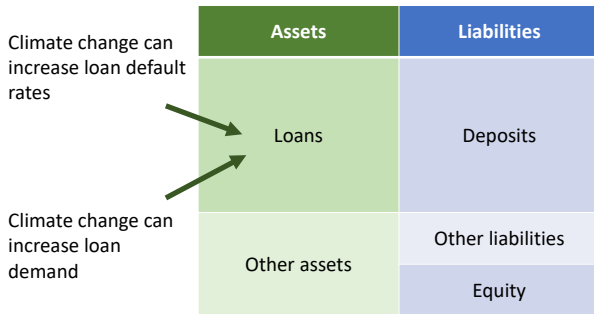 Climate change can
increase loan default
rates
Assets
Liabilities
Loans
Deposits
Climate change can
increase loan
demand
Other assets
Other liabilities
Equity